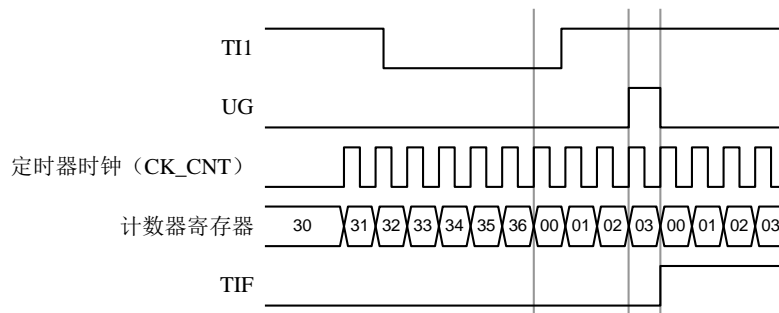 TI1
UG
定时器时钟（CK_CNT）
计数器寄存器 30 31 32 33 34 35 36 00 01 02 03 00 01 02 03
TIF